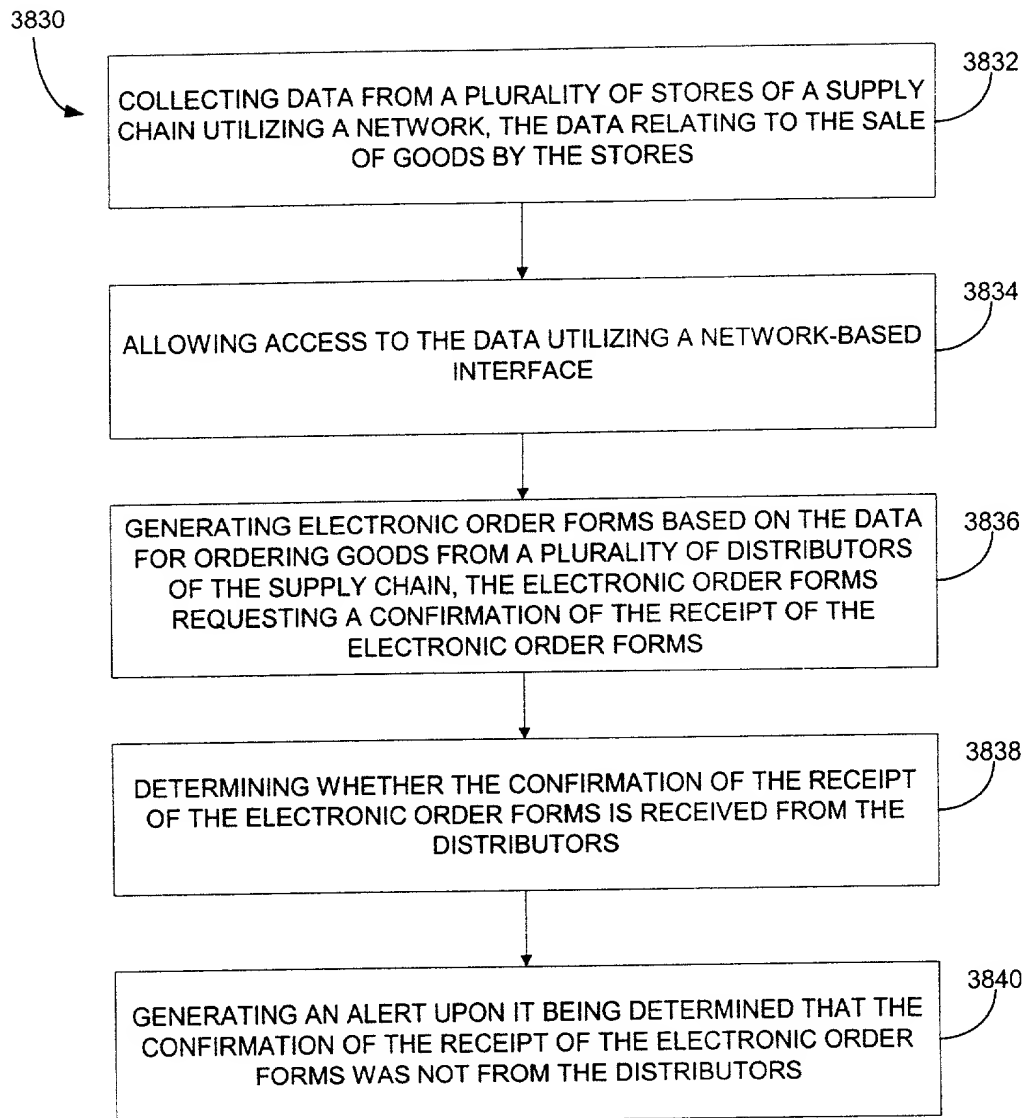 3830
3832
COLLECTING DATA FROM A PLURALITY OF STORES OF A SUPPLY
CHAIN UTILIZING A NETWORK, THE DATA RELATING TO THE SALE
OF GOODS BY THE STORES
3834
ALLOWING ACCESS TO THE DATA UTILIZING A NETWORK-BASED
INTERFACE
3836
GENERATING ELECTRONIC ORDER FORMS BASED ON THE DATA
FOR ORDERING GOODS FROM A PLURALITY OF DISTRIBUTORS
OF THE SUPPLY CHAIN, THE ELECTRONIC ORDER FORMS
REQUESTING A CONFIRMATION OF THE RECEIPT OF THE
ELECTRONIC ORDER FORMS
3838
DETERMINING WHETHER THE CONFIRMATION OF THE RECEIPT
OF THE ELECTRONIC ORDER FORMS IS RECEIVED FROM THE
DISTRIBUTORS
3840
GENERATING AN ALERT UPON IT BEING DETERMINED THAT THE
CONFIRMATION OF THE RECEIPT OF THE ELECTRONIC ORDER
FORMS WAS NOT FROM THE DISTRIBUTORS